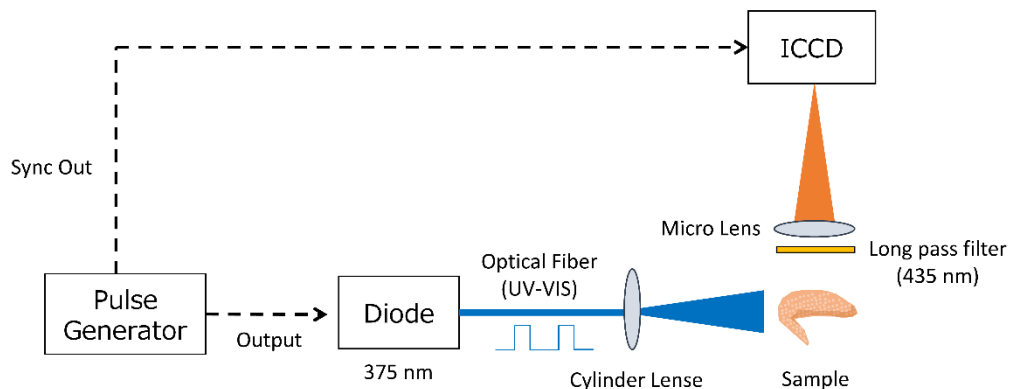 ICCD
Sync Out
Micro Lens
Long pass filter
(435 nm)
Optical Fiber
(UV-VIS)
Pulse
Generator
Output
Diode
375 nm
Cylinder Lense
Sample